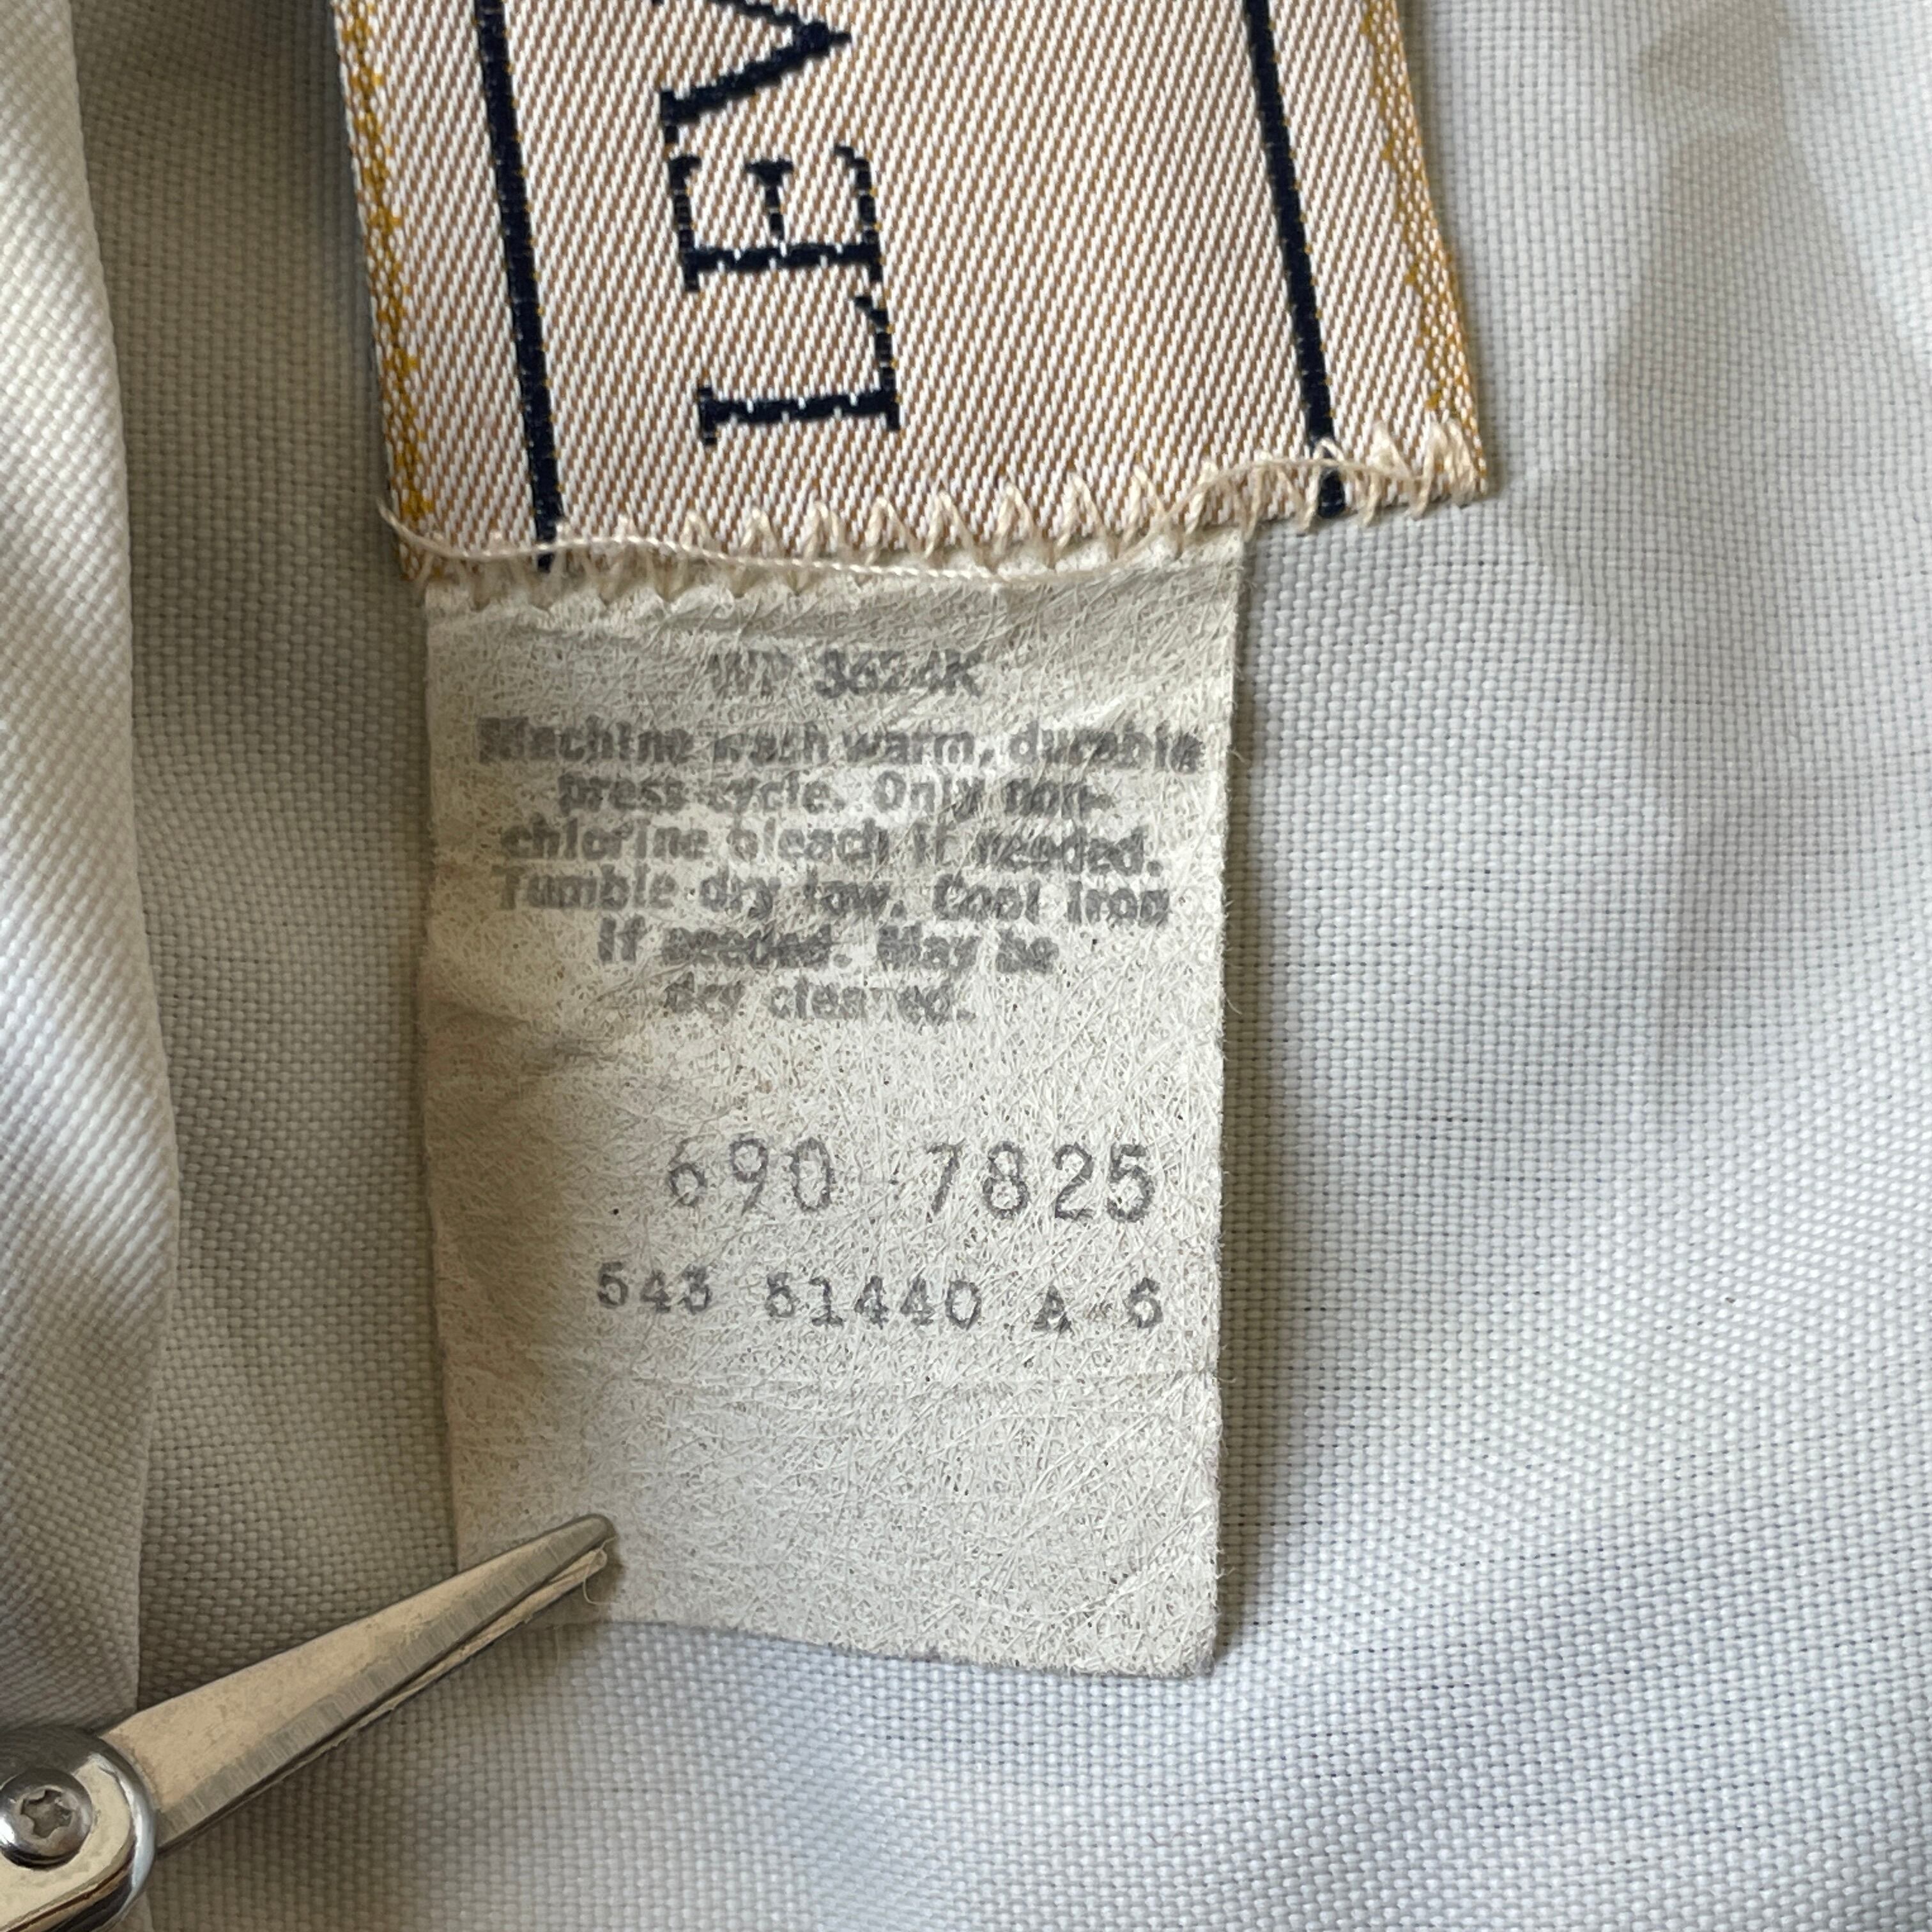 LEV
WP 3624K
Machine wash warm, durable
press cycle. Only non-
chlorine bleach if needed.
Tumble dry low. Cool Iron
If needed. May be
dry cleaned.
690 7825
543 51440 A 6